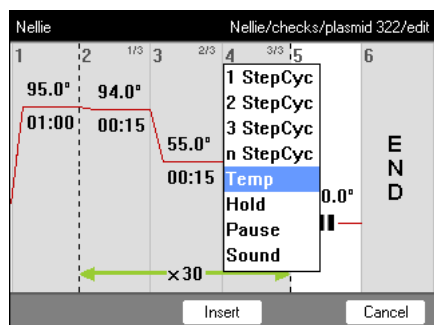 Nellie Nellie/checks/plasmid 322/edit
1 2 1/3 3 2/3 4 3/3 5 6
95.0° 94.0°
01:00 00:15
55.0°
00:15
1 StepCyc
2 StepCyc
3 StepCyc
n StepCyc
Temp
Hold
Pause
Sound
0.0°
E
N
D
×30
Insert Cancel